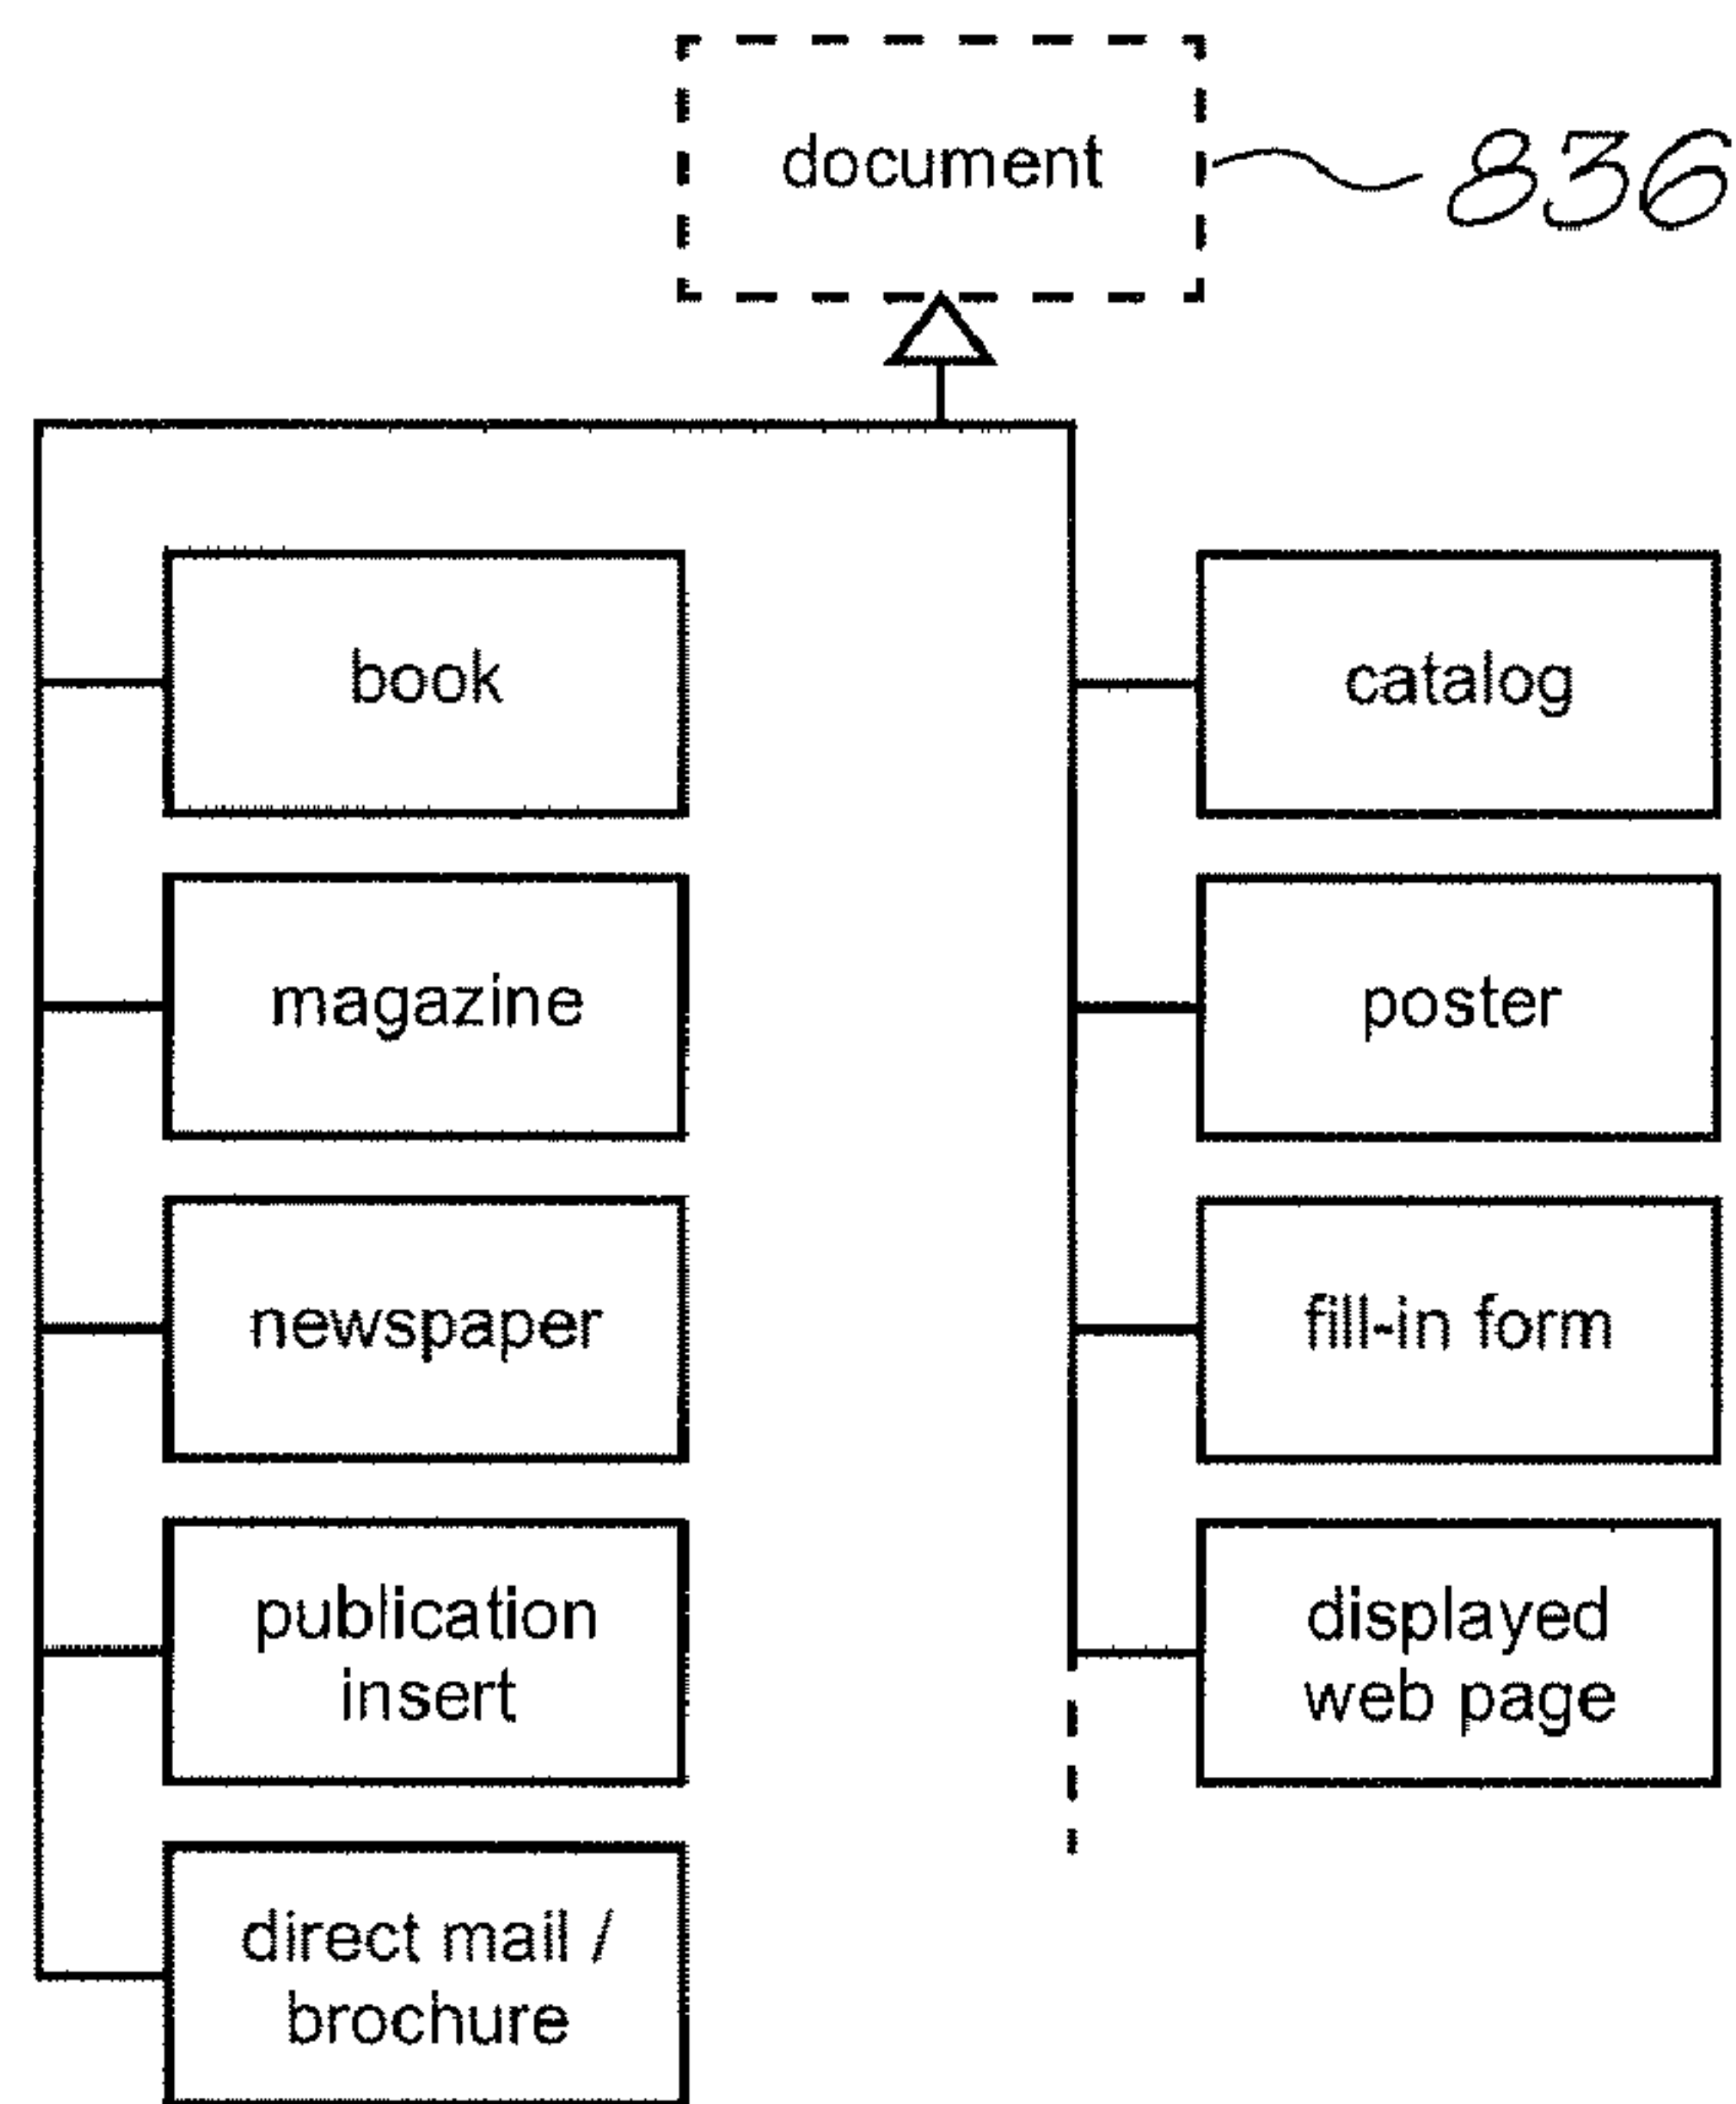 document
836
book
magazine
newspaper
publication
insert
direct mail /
brochure
catalog
poster
fill-in form
displayed
web page